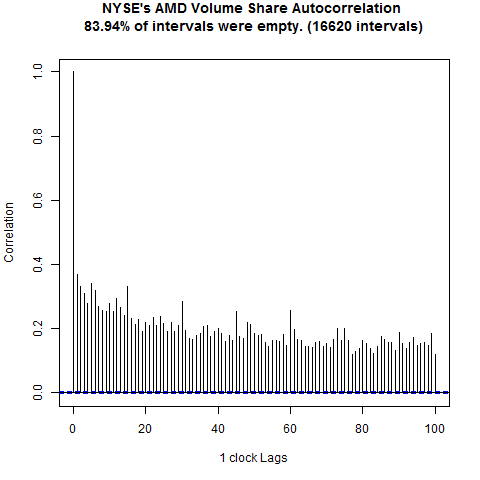 NYSE's AMD Volume Share Autocorrelation
83.94% of intervals were empty. (16620 intervals)
Correlation
1.0
0.8
0.6
0.4
0.2
0.0
0 20 40 60 80 100
1 clock Lags